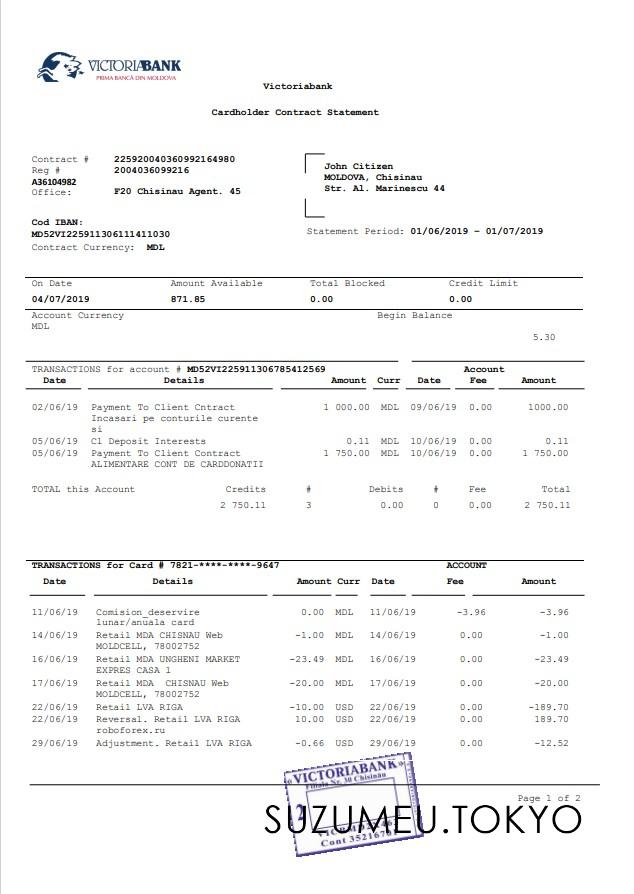 VICTORIABANK
PRIMA BANCĂ DIN MOLDOVA
Victoriabank
Cardholder Contract Statement
Contract # 225920040360992164980
Reg # 2004036099216
A36104982
Office: F20 Chisinau Agent. 45
John Citizen
MOLDOVA, Chisinau
Str. Al. Marinescu 44
Cod IBAN:
MD52VI225911306111411030
Contract Currency: MDL
Statement Period: 01/06/2019 – 01/07/2019
On Date Amount Available Total Blocked Credit Limit
04/07/2019 871.85 0.00 0.00
Account Currency Begin Balance
MDL
5.30
TRANSACTIONS for account # MD52VI225911306785412569 Account
Date Details Amount Curr Date Fee Amount
02/06/19 Payment To Client Cntract 1 000.00 MDL 09/06/19 0.00 1000.00
Incasari pe conturile curente
si
05/06/19 C1 Deposit Interests 0.11 MDL 10/06/19 0.00 0.11
05/06/19 Payment To Client Contract 1 750.00 MDL 10/06/19 0.00 1 750.00
ALIMENTARE CONT DE CARDDONATII
TOTAL this Account Credits # Debits # Fee Total
2 750.11 3 0.00 0 0.00 2 750.11
TRANSACTIONS for Card # 7821-****-****-9647 ACCOUNT
Date Details Amount Curr Date Fee Amount
11/06/19 Comision_deservire 0.00 MDL 11/06/19 -3.96 -3.96
lunar/anuala card
14/06/19 Retail MDA CHISNAU Web -1.00 MDL 14/06/19 0.00 -1.00
MOLDCELL, 78002752
16/06/19 Retail MDA UNGHENI MARKET -23.49 MDL 16/06/19 0.00 -23.49
EXPRES CASA 1
17/06/19 Retail MDA CHISNAU Web -20.00 MDL 17/06/19 0.00 -20.00
MOLDCELL, 78002752
22/06/19 Retail LVA RIGA -10.00 USD 22/06/19 0.00 -189.70
22/06/19 Reversal. Retail LVA RIGA 10.00 USD 22/06/19 0.00 189.70
roboforex.ru
29/06/19 Adjustment. Retail LVA RIGA -0.66 USD 29/06/19 0.00 -12.52
VICTORIABANK
Filiala Nr. 30 Chisinău
2
Cont
Page 1 of 2
SUZUMEU.TOKYO